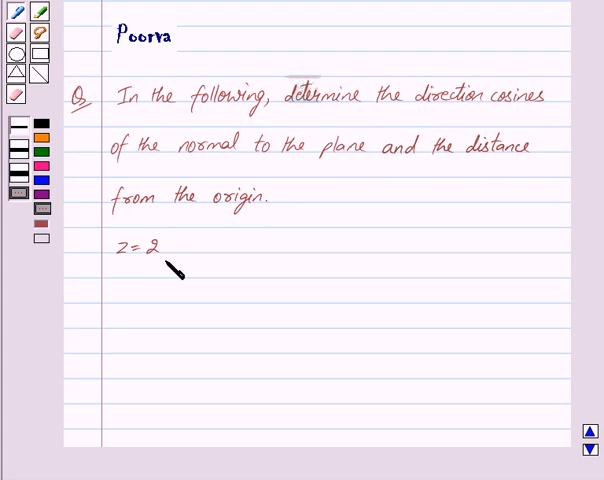 Poorva
Q In the following, determine the direction cosines
of the normal to the plane and the distance
from the origin.
z = 2